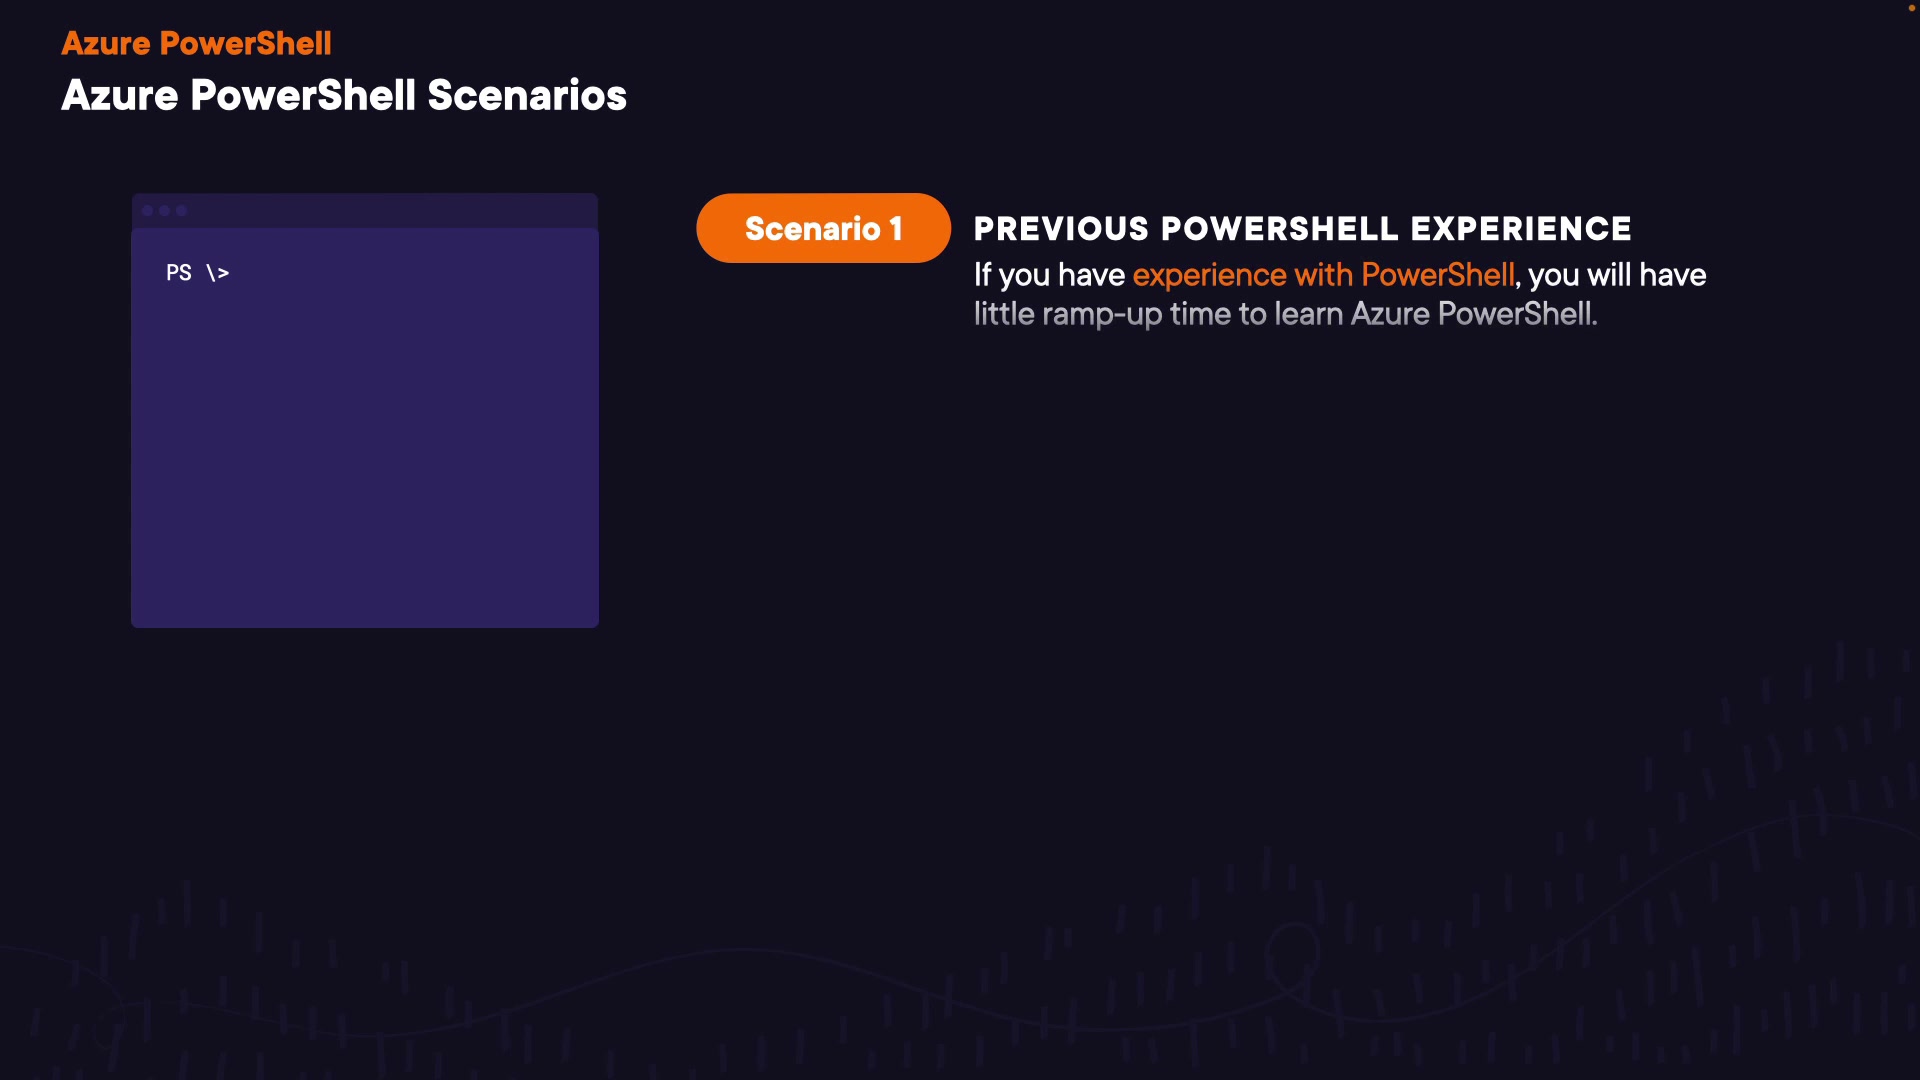 Azure PowerShell
Azure PowerShell Scenarios
PS \>
Scenario 1
PREVIOUS POWERSHELL EXPERIENCE
If you have experience with PowerShell, you will have
little ramp-up time to learn Azure PowerShell.